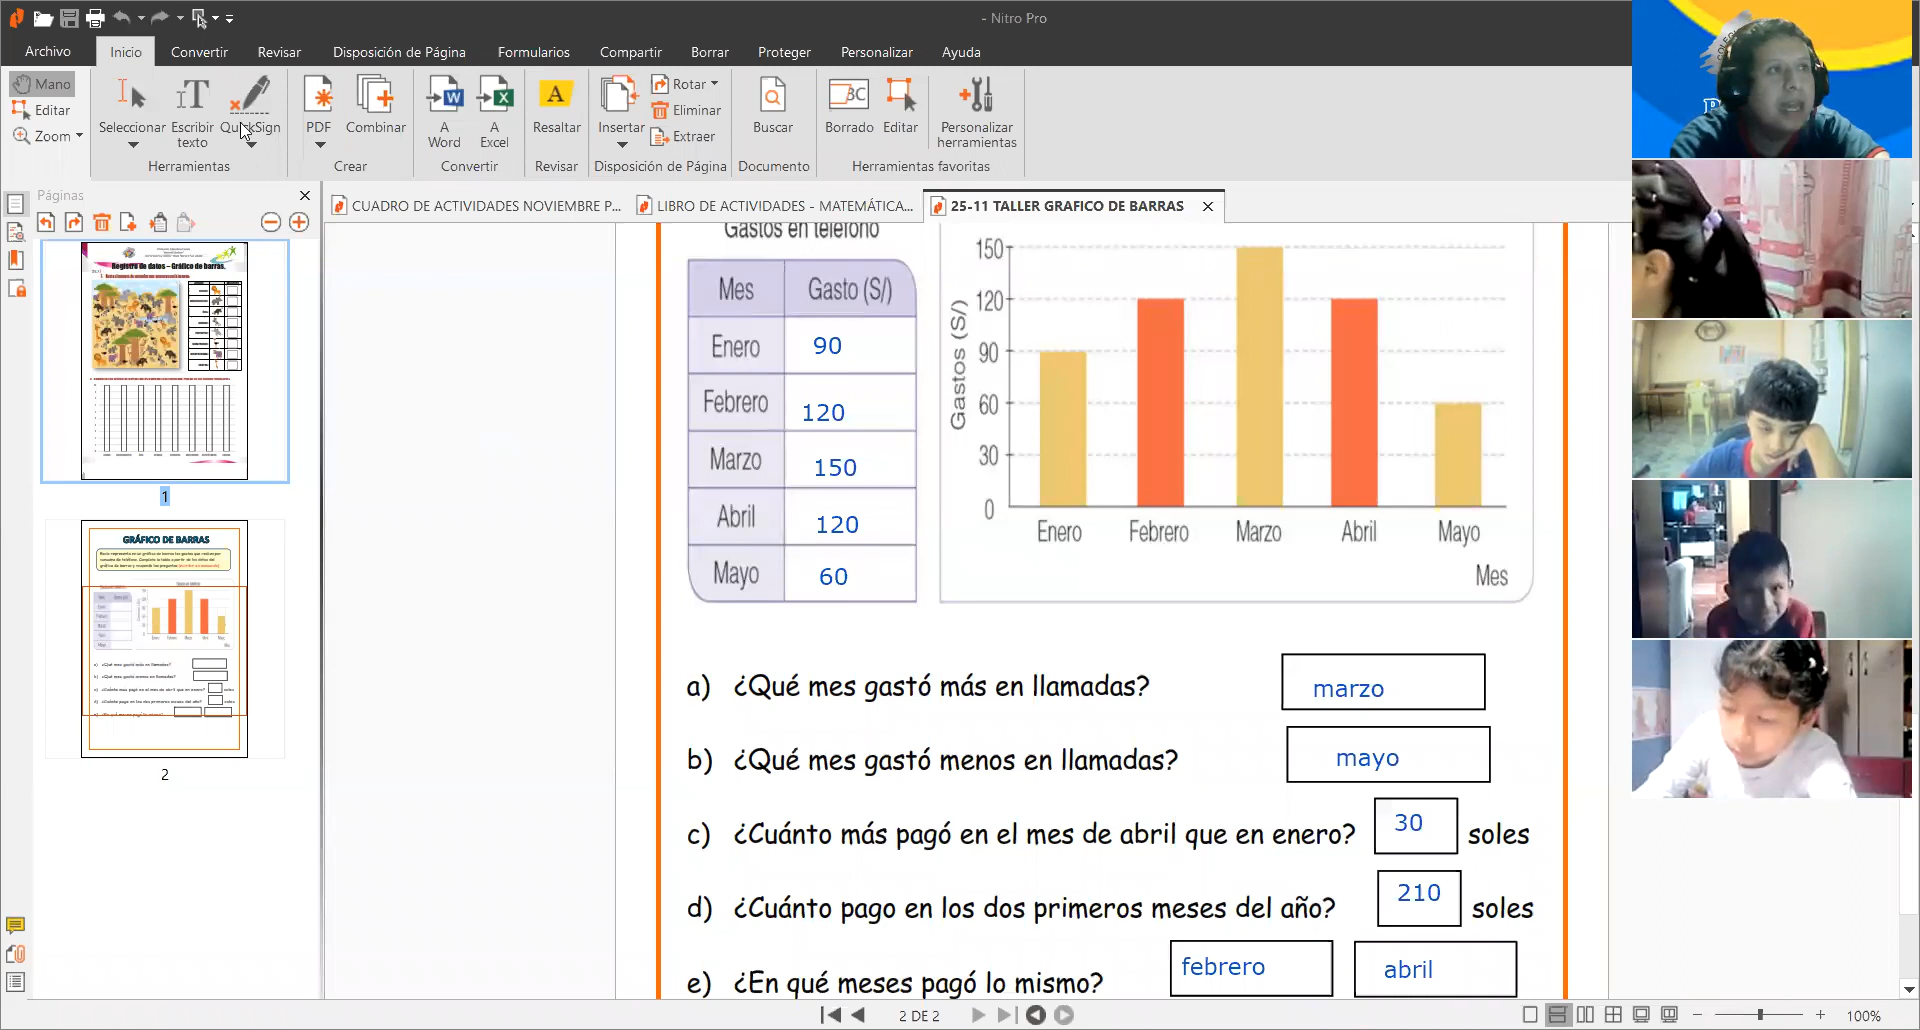 - Nitro Pro
Archivo Inicio Convertir Revisar Disposición de Página Formularios Compartir Borrar Proteger Personalizar Ayuda
Mano
Editar
Zoom
Seleccionar
Escribir texto
QuickSign
Herramientas
PDF
Combinar
Crear
A Word
A Excel
Convertir
Resaltar
Revisar
Insertar
Rotar
Eliminar
Extraer
Disposición de Página
Buscar
Documento
Borrado
Editar
Personalizar herramientas
Herramientas favoritas
Páginas
CUADRO DE ACTIVIDADES NOVIEMBRE P...
LIBRO DE ACTIVIDADES - MATEMÁTICA...
25-11 TALLER GRAFICO DE BARRAS
Registro de datos – Gráfico de barras.
1
GRÁFICO DE BARRAS
2
Gastos en teléfono
Mes Gasto (S/)
Enero 90
Febrero 120
Marzo 150
Abril 120
Mayo 60
Gastos (S/)
150
120
90
60
30
0
Enero Febrero Marzo Abril Mayo
Mes
a) ¿Qué mes gastó más en llamadas? marzo
b) ¿Qué mes gastó menos en llamadas? mayo
c) ¿Cuánto más pagó en el mes de abril que en enero? 30 soles
d) ¿Cuánto pago en los dos primeros meses del año? 210 soles
e) ¿En qué meses pagó lo mismo? febrero abril
2 DE 2
100%